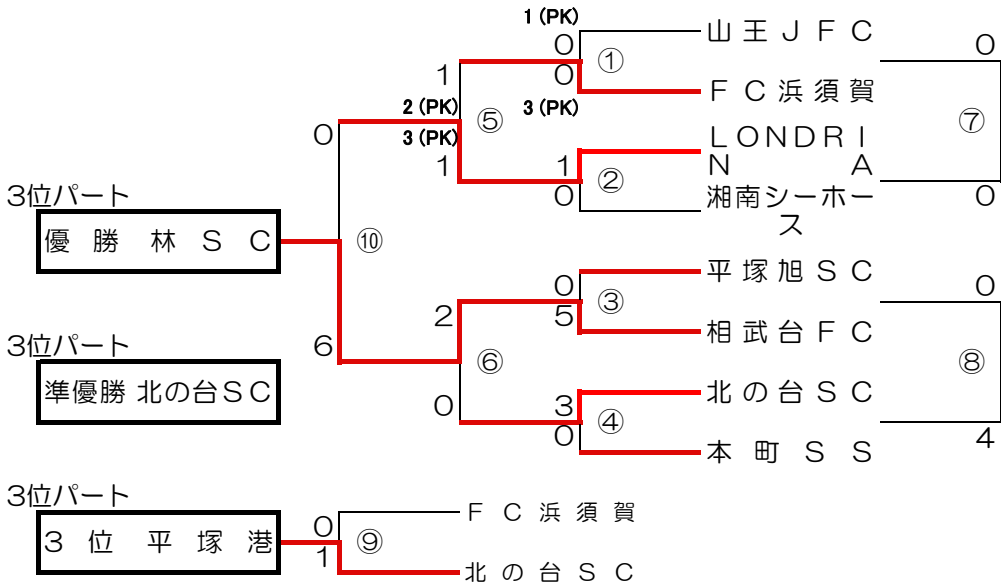 1 (PK)
山王JFC
0
0
①
1
0
FC浜須賀
2 (PK)
3 (PK)
⑤
⑦
0
3 (PK)
LONDRI
N A
1
1
②
3位パート
0
湘南シーホー
ス
0
優勝 林SC
⑩
平塚旭SC
0
0
③
2
5
3位パート
6
相武台FC
⑥
⑧
準優勝 北の台SC
北の台SC
0
3
④
0
4
本町SS
3位パート
FC浜須賀
0
3位 平塚港
⑨
1
北の台SC